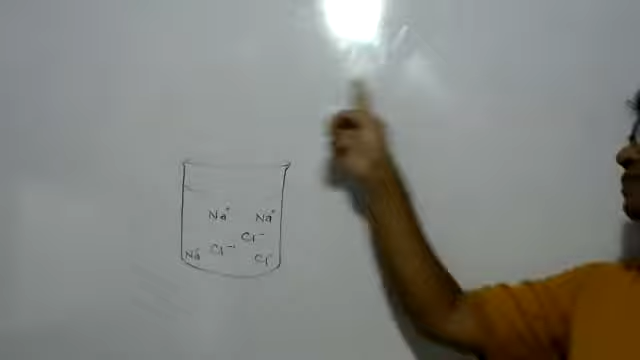 Na⁺ Na⁺
Cl⁻
Na⁺ Cl⁻ Cl⁻